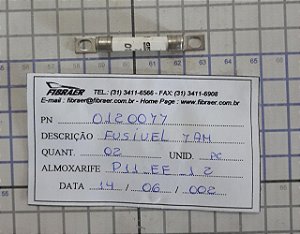 FIBRAER
TEL.: (31) 3411-6566 - FAX: (31) 3411-6908
E-mail : fibraer@fibraer.com.br - Home Page : www.fibraer.com.br
PN 0120077
DESCRIÇÃO FUSIVEL 7AM
QUANT. 02 UNID. PC
ALMOXARIFE P11 EE 12
DATA 14 / 06 / 002